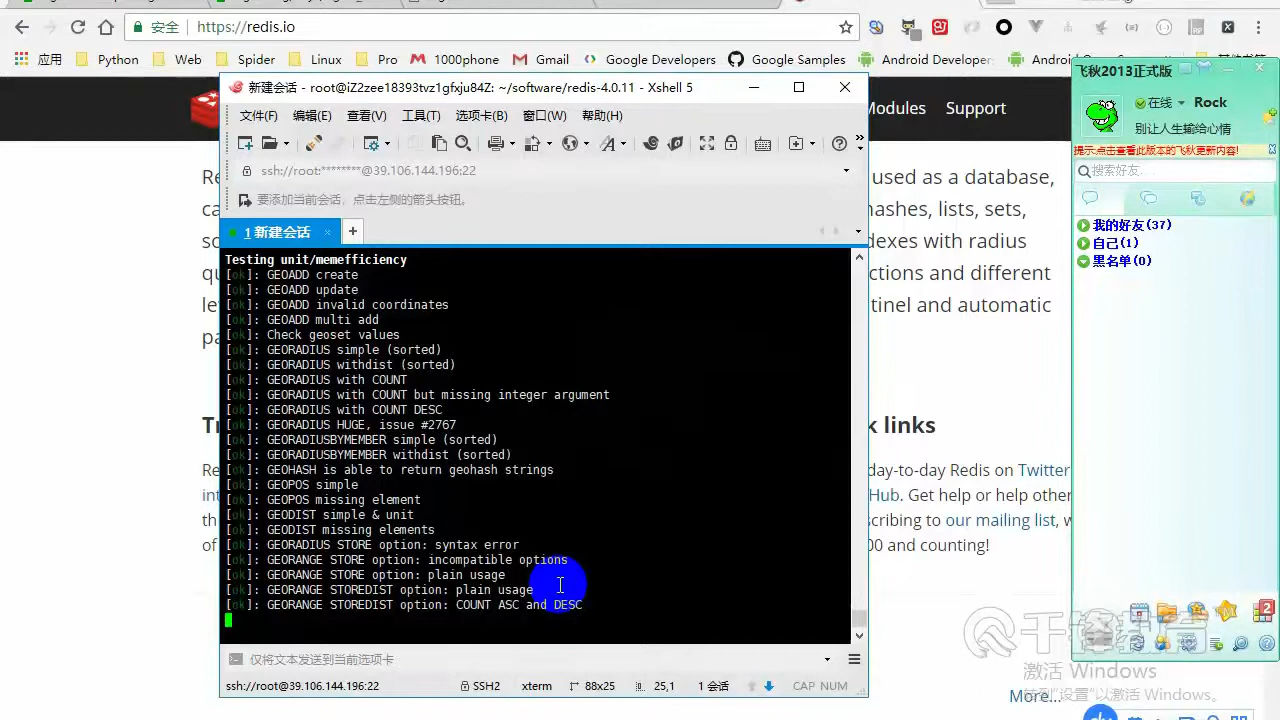 安全 https://redis.io
应用 Python Web Spider Linux Pro 1000phone Gmail Google Developers Google Samples Android Developer Android
Modules Support
新建会话 - root@iZ2zee18393tvz1gfxju84Z: ~/software/redis-4.0.11 - Xshell 5
文件(F) 编辑(E) 查看(V) 工具(T) 选项卡(B) 窗口(W) 帮助(H)
ssh://root:********@39.106.144.196:22
要添加当前会话，点击左侧的箭头按钮。
1 新建会话
Testing unit/memefficiency
[ok]: GEOADD create
[ok]: GEOADD update
[ok]: GEOADD invalid coordinates
[ok]: GEOADD multi add
[ok]: Check geoset values
[ok]: GEORADIUS simple (sorted)
[ok]: GEORADIUS withdist (sorted)
[ok]: GEORADIUS with COUNT
[ok]: GEORADIUS with COUNT but missing integer argument
[ok]: GEORADIUS with COUNT DESC
[ok]: GEORADIUS HUGE, issue #2767
[ok]: GEORADIUSBYMEMBER simple (sorted)
[ok]: GEORADIUSBYMEMBER withdist (sorted)
[ok]: GEOHASH is able to return geohash strings
[ok]: GEOPOS simple
[ok]: GEOPOS missing element
[ok]: GEODIST simple & unit
[ok]: GEODIST missing elements
[ok]: GEORADIUS STORE option: syntax error
[ok]: GEORANGE STORE option: incompatible options
[ok]: GEORANGE STORE option: plain usage
[ok]: GEORANGE STOREDIST option: plain usage
[ok]: GEORANGE STOREDIST option: COUNT ASC and DESC
仅将文本发送到当前选项卡
ssh://root@39.106.144.196:22 SSH2 xterm 88x25 25,1 1 会话 CAP NUM
used as a database,
hashes, lists, sets,
dexes with radius
ctions and different
tinel and automatic
k links
day-to-day Redis on Twitter
Hub. Get help or help other
scribing to our mailing list, w
00 and counting!
More...
飞秋2013正式版
在线 Rock
别让人生输给心情
提示:点击查看此版本的飞秋更新内容!
搜索好友...
我的好友(37)
自己(1)
黑名单(0)
千锋教育
激活 Windows
转到"设置"以激活 Windows。